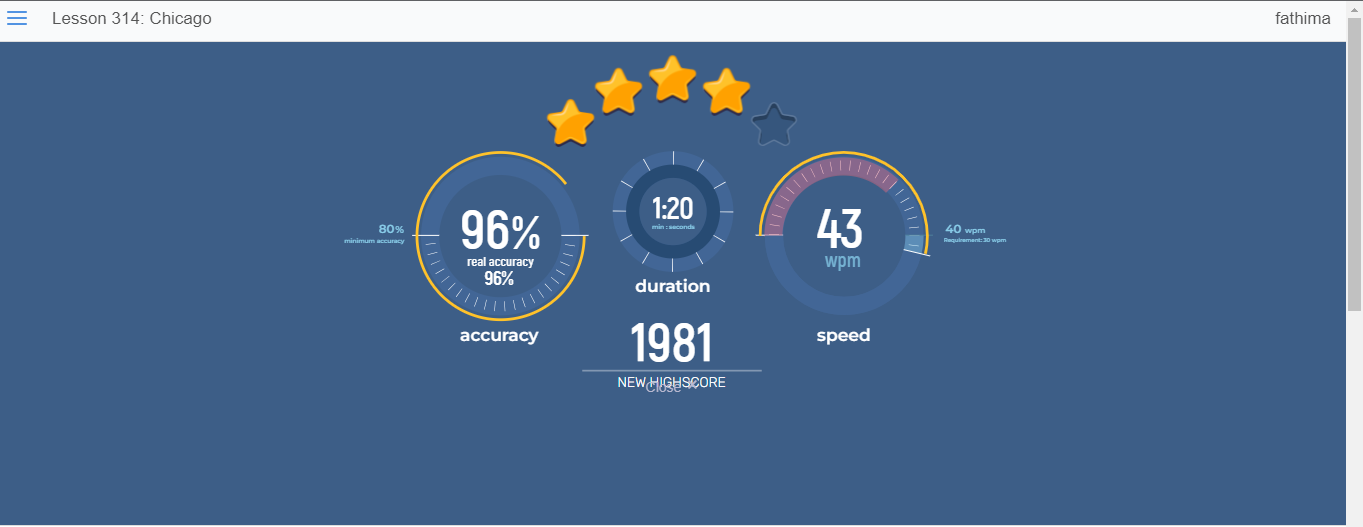 Lesson 314: Chicago
fathima
80%
minimum accuracy
96%
real accuracy
96%
accuracy
1:20
min : seconds
duration
43
wpm
speed
40 wpm
Requirement: 30 wpm
1981
NEW HIGHSCORE
Close ×